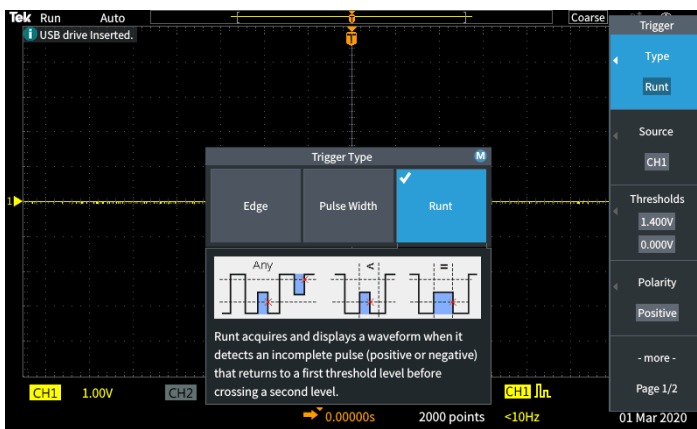 Tek Run Auto Coarse
USB drive Inserted.
Trigger
Type
Runt
Source
CH1
Thresholds
1.400V
0.000V
Polarity
Positive
- more -
Page 1/2
Trigger Type M
Edge Pulse Width Runt
Any < =
Runt acquires and displays a waveform when it
detects an incomplete pulse (positive or negative)
that returns to a first threshold level before
crossing a second level.
1
CH1 1.00V CH2 CH1
0.00000s 2000 points <10Hz 01 Mar 2020